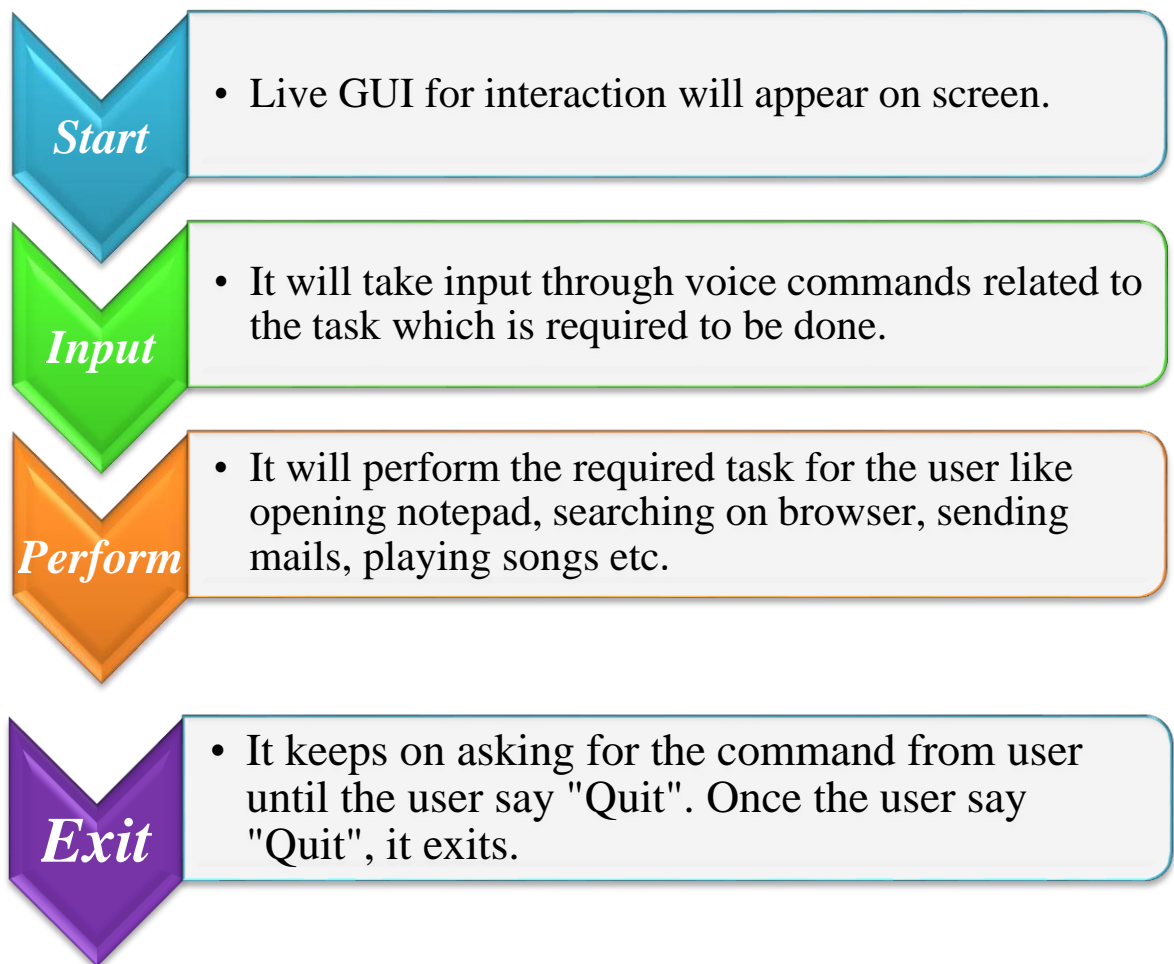 Start
• Live GUI for interaction will appear on screen.
Input
• It will take input through voice commands related to
the task which is required to be done.
Perform
• It will perform the required task for the user like
opening notepad, searching on browser, sending
mails, playing songs etc.
Exit
• It keeps on asking for the command from user
until the user say "Quit". Once the user say
"Quit", it exits.